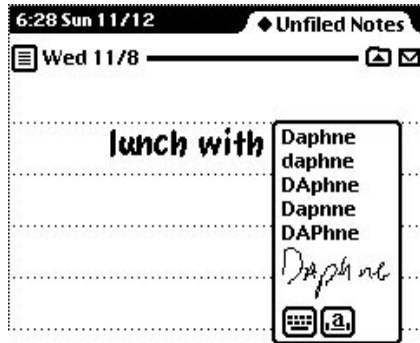 6:28 Sun 11/12 ◆ Unfiled Notes
Wed 11/8
lunch with
Daphne
daphne
DAphne
Dapnne
DAPhne
DAphne
a